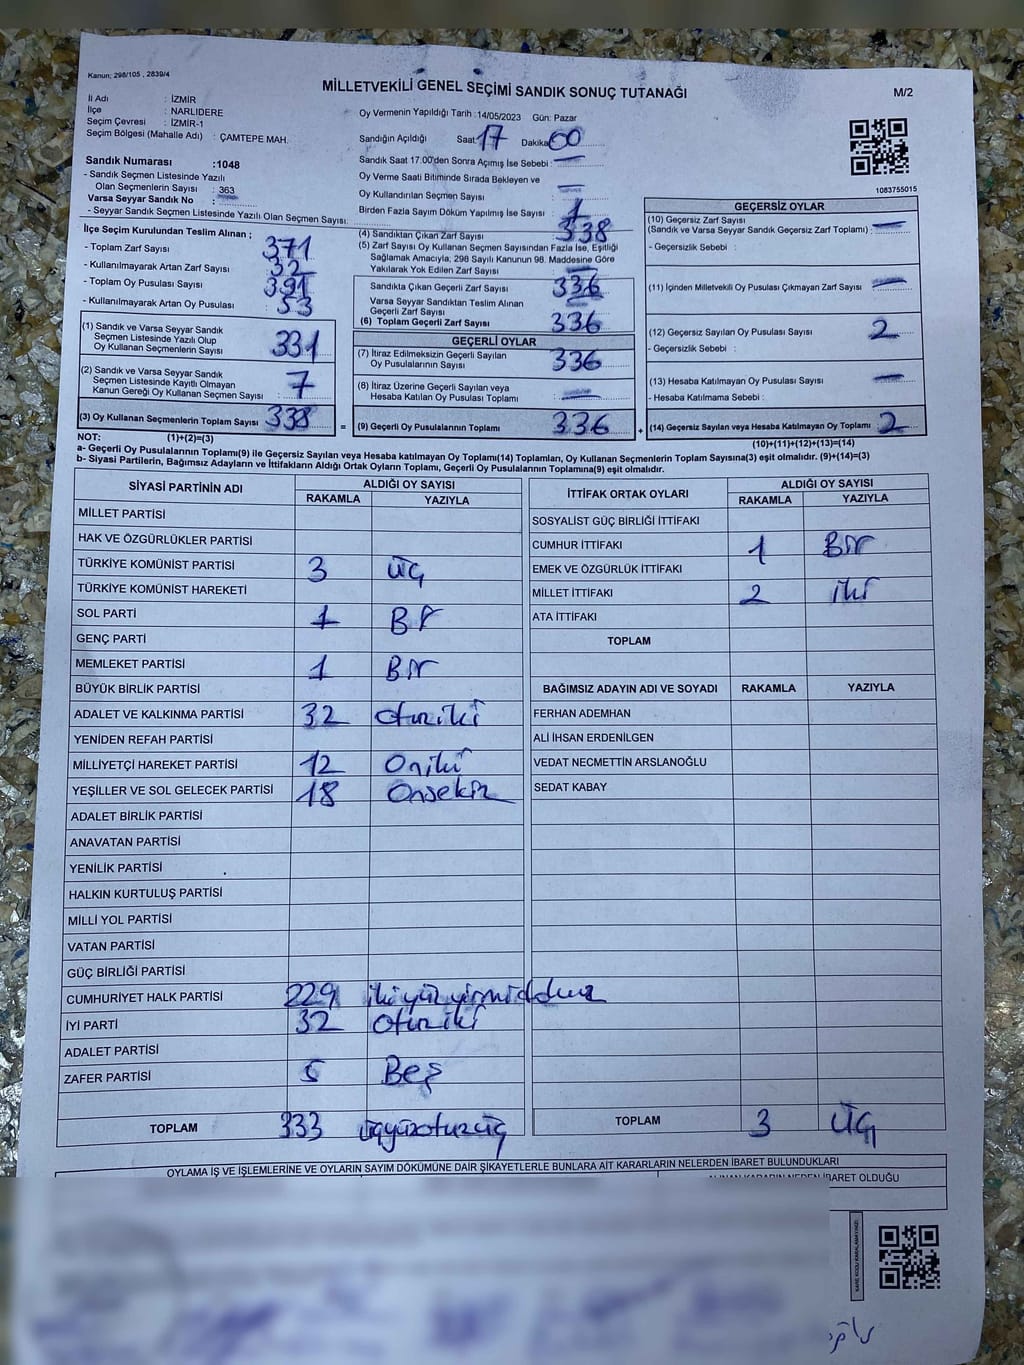 Kanun; 298/105 , 2839/4
MİLLETVEKİLİ GENEL SEÇİMİ SANDIK SONUÇ TUTANAĞI
M/2
İl Adı : İZMİR
İlçe : NARLIDERE
Seçim Çevresi : İZMİR-1
Seçim Bölgesi (Mahalle Adı) : ÇAMTEPE MAH.
Sandık Numarası :1048
- Sandık Seçmen Listesinde Yazılı
Olan Seçmenlerin Sayısı : 363
Varsa Seyyar Sandık No :
- Seyyar Sandık Seçmen Listesinde Yazılı Olan Seçmen Sayısı:
Oy Vermenin Yapıldığı Tarih :14/05/2023 Gün: Pazar
Sandığın Açıldığı Saat 17 Dakika 00
Sandık Saat 17.00'den Sonra Açımış İse Sebebi : —
Oy Verme Saati Bitiminde Sırada Bekleyen ve
Oy Kullandırılan Seçmen Sayısı —
Birden Fazla Sayım Döküm Yapılmış İse Sayısı 1
1083755015
İlçe Seçim Kurulundan Teslim Alınan ;
- Toplam Zarf Sayısı 371
- Kullanılmayarak Artan Zarf Sayısı 32
- Toplam Oy Pusulası Sayısı 391
- Kullanılmayarak Artan Oy Pusulası 53
(1) Sandık ve Varsa Seyyar Sandık
Seçmen Listesinde Yazılı Olup
Oy Kullanan Seçmenlerin Sayısı 331
(2) Sandık ve Varsa Seyyar Sandık
Seçmen Listesinde Kayıtlı Olmayan
Kanun Gereği Oy Kullanan Seçmen Sayısı : 7
(3) Oy Kullanan Seçmenlerin Toplam Sayısı 338
(4) Sandıktan Çıkan Zarf Sayısı 338
(5) Zarf Sayısı Oy Kullanan Seçmen Sayısından Fazla İse, Eşitliği
Sağlamak Amacıyla; 298 Sayılı Kanunun 98. Maddesine Göre
Yakılarak Yok Edilen Zarf Sayısı —
Sandıkta Çıkan Geçerli Zarf Sayısı 336
Varsa Seyyar Sandıktan Teslim Alınan
Geçerli Zarf Sayısı —
(6) Toplam Geçerli Zarf Sayısı 336
GEÇERLİ OYLAR
(7) İtiraz Edilmeksizin Geçerli Sayılan
Oy Pusulalarının Sayısı 336
(8) İtiraz Üzerine Geçerli Sayılan veya
Hesaba Katılan Oy Pusulası Toplamı —
= (9) Geçerli Oy Pusulalarının Toplamı 336
GEÇERSİZ OYLAR
(10) Geçersiz Zarf Sayısı
(Sandık ve Varsa Seyyar Sandık Geçersiz Zarf Toplamı) : —
- Geçersizlik Sebebi :
(11) İçinden Milletvekili Oy Pusulası Çıkmayan Zarf Sayısı —
(12) Geçersiz Sayılan Oy Pusulası Sayısı 2
- Geçersizlik Sebebi :
(13) Hesaba Katılmayan Oy Pusulası Sayısı —
- Hesaba Katılmama Sebebi :
+ (14) Geçersiz Sayılan veya Hesaba Katılmayan Oy Toplamı 2
NOT: (1)+(2)=(3)
(10)+(11)+(12)+(13)=(14)
a- Geçerli Oy Pusulasının Toplamı(9) ile Geçersiz Sayılan veya Hesaba katılmayan Oy Toplamı(14) Toplamları, Oy Kullanan Seçmenlerin Toplam Sayısına(3) eşit olmalıdır. (9)+(14)=(3)
b- Siyasi Partilerin, Bağımsız Adayların ve İttifakların Aldığı Ortak Oyların Toplamı, Geçerli Oy Pusulalarının Toplamına(9) eşit olmalıdır.
SİYASİ PARTİNİN ADI ALDIĞI OY SAYISI
RAKAMLA YAZIYLA
MİLLET PARTİSİ
HAK VE ÖZGÜRLÜKLER PARTİSİ
TÜRKİYE KOMÜNİST PARTİSİ 3 üç
TÜRKİYE KOMÜNİST HAREKETİ
SOL PARTİ 1 Bir
GENÇ PARTİ
MEMLEKET PARTİSİ 1 Bir
BÜYÜK BİRLİK PARTİSİ
ADALET VE KALKINMA PARTİSİ 32 otuziki
YENİDEN REFAH PARTİSİ
MİLLİYETÇİ HAREKET PARTİSİ 12 Oniki
YEŞİLLER VE SOL GELECEK PARTİSİ 18 Onsekiz
ADALET BİRLİK PARTİSİ
ANAVATAN PARTİSİ
YENİLİK PARTİSİ
HALKIN KURTULUŞ PARTİSİ
MİLLİ YOL PARTİSİ
VATAN PARTİSİ
GÜÇ BİRLİĞİ PARTİSİ
CUMHURİYET HALK PARTİSİ 229 ikiyüzyirmidokuz
İYİ PARTİ 32 otuziki
ADALET PARTİSİ
ZAFER PARTİSİ 5 Beş
TOPLAM 333 üçyüzotuzüç
İTTİFAK ORTAK OYLARI ALDIĞI OY SAYISI
RAKAMLA YAZIYLA
SOSYALİST GÜÇ BİRLİĞİ İTTİFAKI
CUMHUR İTTİFAKI 1 Bir
EMEK VE ÖZGÜRLÜK İTTİFAKI
MİLLET İTTİFAKI 2 iki
ATA İTTİFAKI
TOPLAM
BAĞIMSIZ ADAYIN ADI VE SOYADI RAKAMLA YAZIYLA
FERHAN ADEMHAN
ALİ İHSAN ERDENİLGEN
VEDAT NECMETTİN ARSLANOĞLU
SEDAT KABAY
TOPLAM 3 ÜÇ
OYLAMA İŞ VE İŞLEMLERİNE VE OYLARIN SAYIM DÖKÜMÜNE DAİR ŞİKAYETLERLE BUNLARA AİT KARARLARIN NELERDEN İBARET BULUNDUKLARI
ALINAN KARARIN NEDEN İBARET OLDUĞU